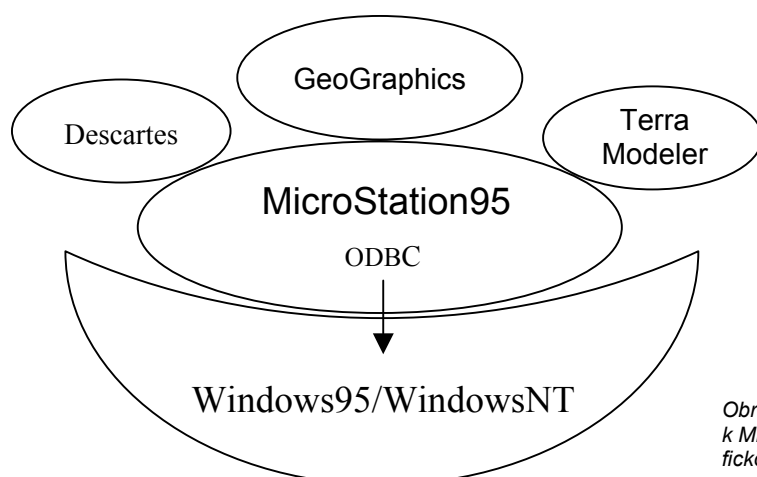 GeoGraphics
Descartes
Terra
Modeler
MicroStation95
ODBC
Windows95/WindowsNT